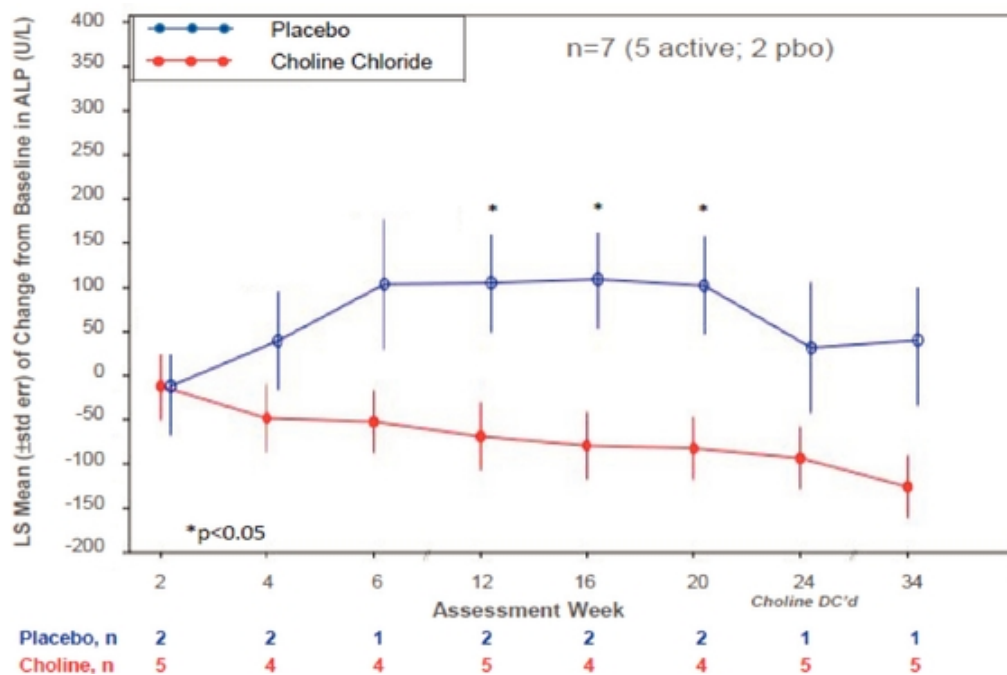 LS Mean (±std err) of Change from Baseline in ALP (U/L)
400
350
300
250
200
150
100
50
0
-50
-100
-150
-200
Placebo
Choline Chloride
n=7 (5 active; 2 pbo)
* * *
*p<0.05
2 4 6 12 16 20 24 34
Choline DC'd
Assessment Week
Placebo, n 2 2 1 2 2 2 1 1
Choline, n 5 4 4 5 4 4 5 5